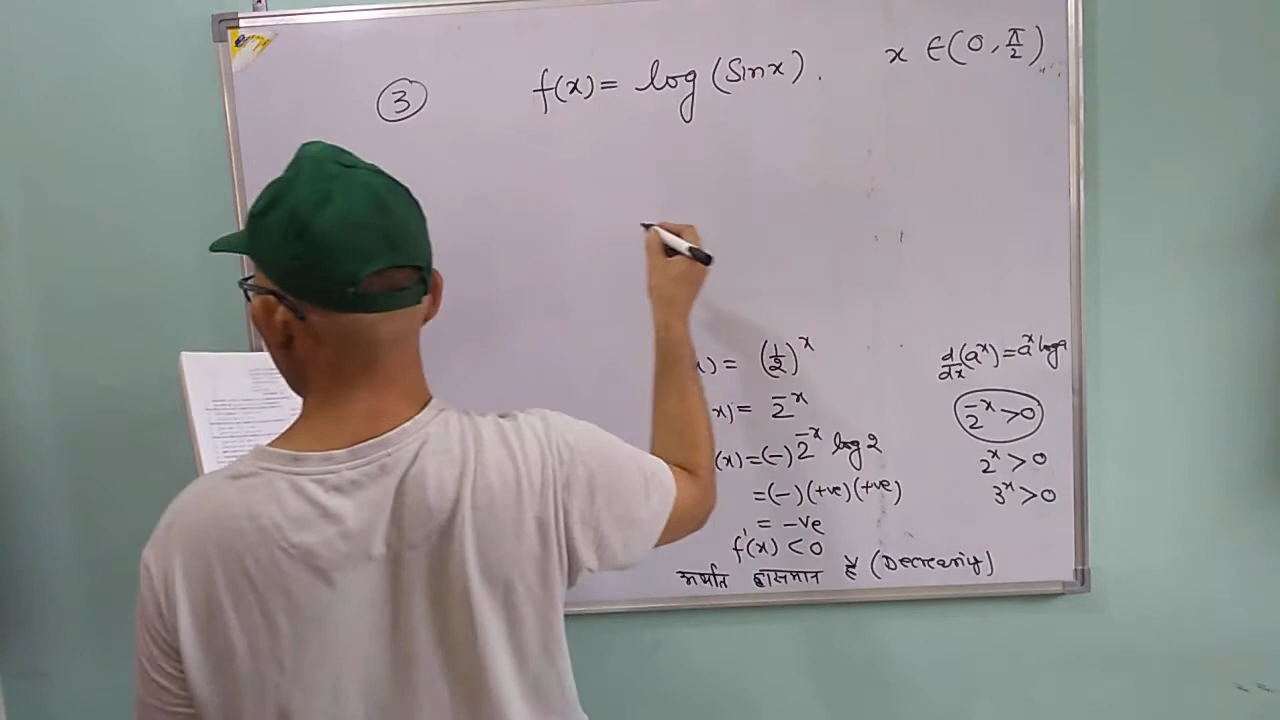 ③ f(x) = log (Sinx). x ∈ (0, π/2)
x) = (1/2)^x
x) = 2^-x
(x) = (-) 2^-x log 2
= (-) (+ve) (+ve)
= -ve
f'(x) < 0
अर्थात ह्रासमान है (Decreasing)
d/dx (a^x) = a^x log a
2^-x > 0
2^x > 0
3^x > 0